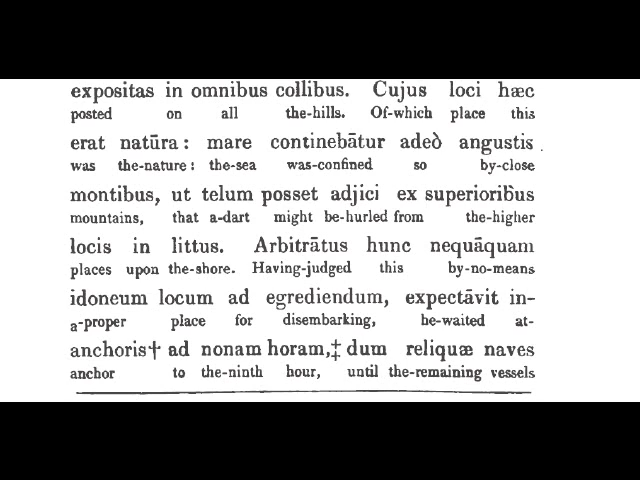 expositas in omnibus collibus. Cujus loci hæc
posted on all the-hills. Of-which place this
erat natūra: mare continebātur adeò angustis
was the-nature: the-sea was-confined so by-close
montibus, ut telum posset adjici ex superioribus
mountains, that a-dart might be-hurled from the-higher
locis in littus. Arbitrātus hunc nequāquam
places upon the-shore. Having-judged this by-no-means
idoneum locum ad egrediendum, expectāvit in-
a-proper place for disembarking, he-waited at-
anchoris† ad nonam horam,‡ dum reliquæ naves
anchor to the-ninth hour, until the-remaining vessels